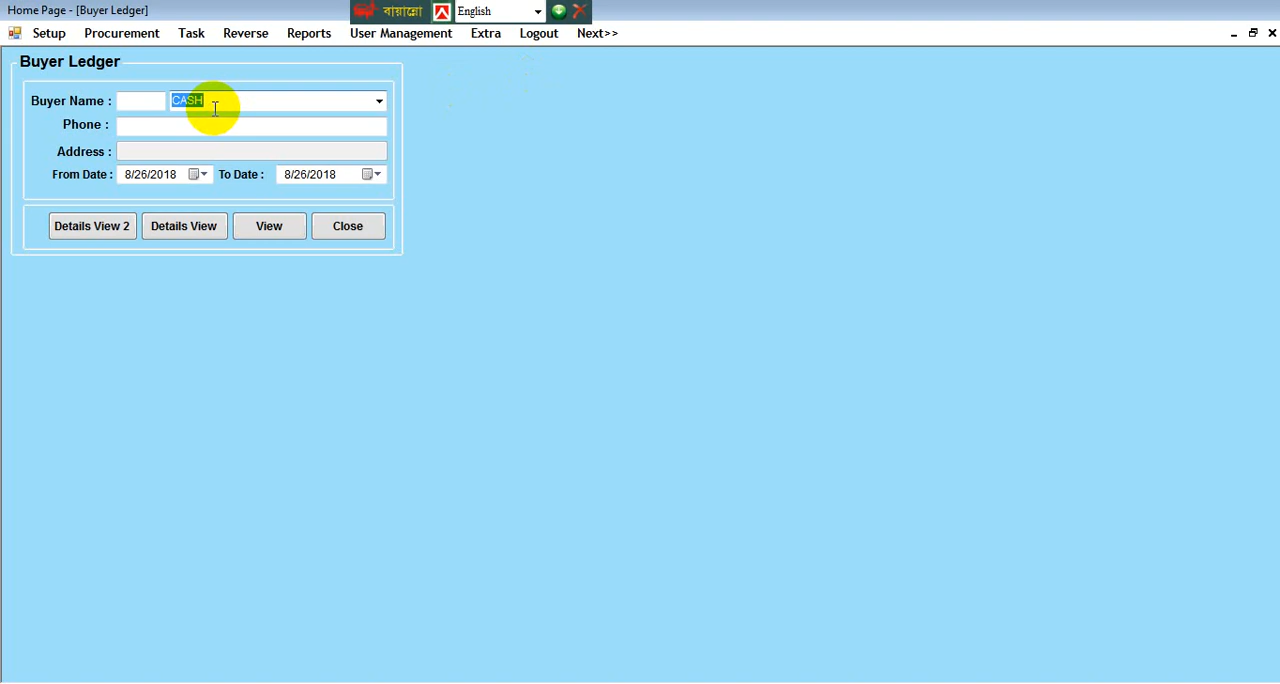 Home Page - [Buyer Ledger]
বায়ান্নো English
Setup Procurement Task Reverse Reports User Management Extra Logout Next>>
Buyer Ledger
Buyer Name : CASH
Phone :
Address :
From Date : 8/26/2018 To Date : 8/26/2018
Details View 2 Details View View Close